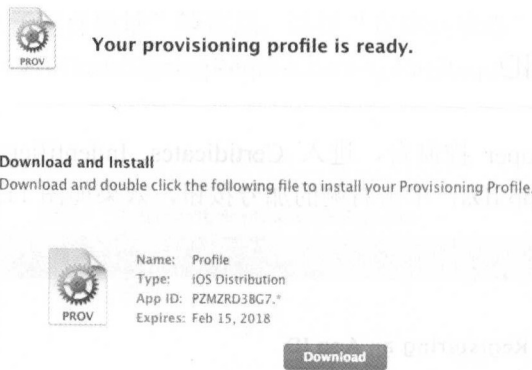 PROV
Your provisioning profile is ready.
Download and Install
Download and double click the following file to install your Provisioning Profile.
PROV
Name: Profile
Type: iOS Distribution
App ID: PZMZRD3BG7.*
Expires: Feb 15, 2018
Download